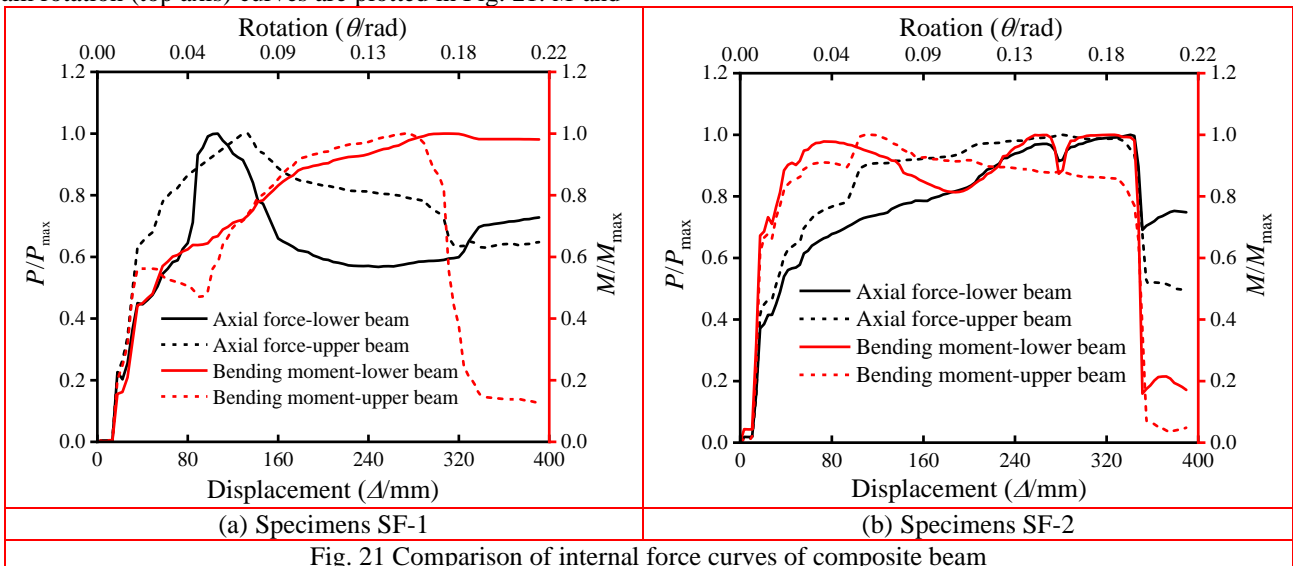 am rotation (top axis) curves are plotted in Fig. 21. M and
Rotation (θ/rad)
0.00 0.04 0.09 0.13 0.18 0.22
1.2 1.2
1.0 1.0
0.8 0.8
0.6 0.6
0.4 0.4
0.2 0.2
0.0 0.0
P/Pmax
M/Mmax
Axial force-lower beam
Axial force-upper beam
Bending moment-lower beam
Bending moment-upper beam
0 80 160 240 320 400
Displacement (Δ/mm)
(a) Specimens SF-1
Roation (θ/rad)
0.00 0.04 0.09 0.13 0.18 0.22
1.2 1.2
1.0 1.0
0.8 0.8
0.6 0.6
0.4 0.4
0.2 0.2
0.0 0.0
P/Pmax
M/Mmax
Axial force-lower beam
Axial force-upper beam
Bending moment-lower beam
Bending moment-upper beam
0 80 160 240 320 400
Displacement (Δ/mm)
(b) Specimens SF-2
Fig. 21 Comparison of internal force curves of composite beam